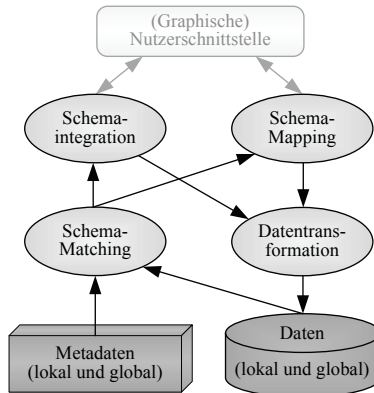 (Graphische)
Nutzerschnittstelle
Schema-
integration
Schema-
Mapping
Schema-
Matching
Datentrans-
formation
Metadaten
(lokal und global)
Daten
(lokal und global)